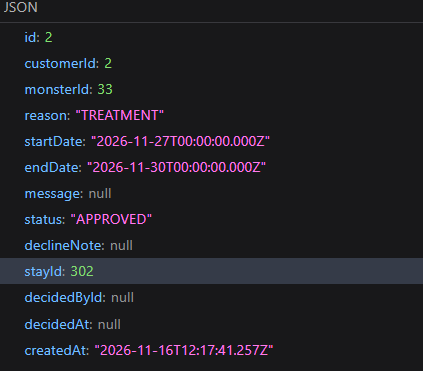 JSON
id: 2
customerId: 2
monsterId: 33
reason: "TREATMENT"
startDate: "2026-11-27T00:00:00.000Z"
endDate: "2026-11-30T00:00:00.000Z"
message: null
status: "APPROVED"
declineNote: null
stayId: 302
decidedById: null
decidedAt: null
createdAt: "2026-11-16T12:17:41.257Z"